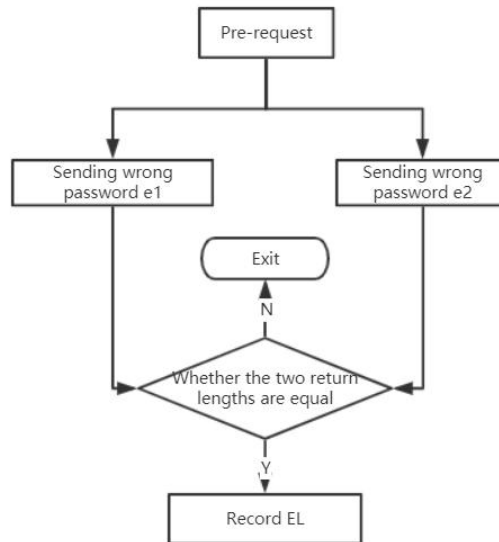 Pre-request
Sending wrong
password e1
Sending wrong
password e2
Exit
N
Whether the two return
lengths are equal
Y
Record EL